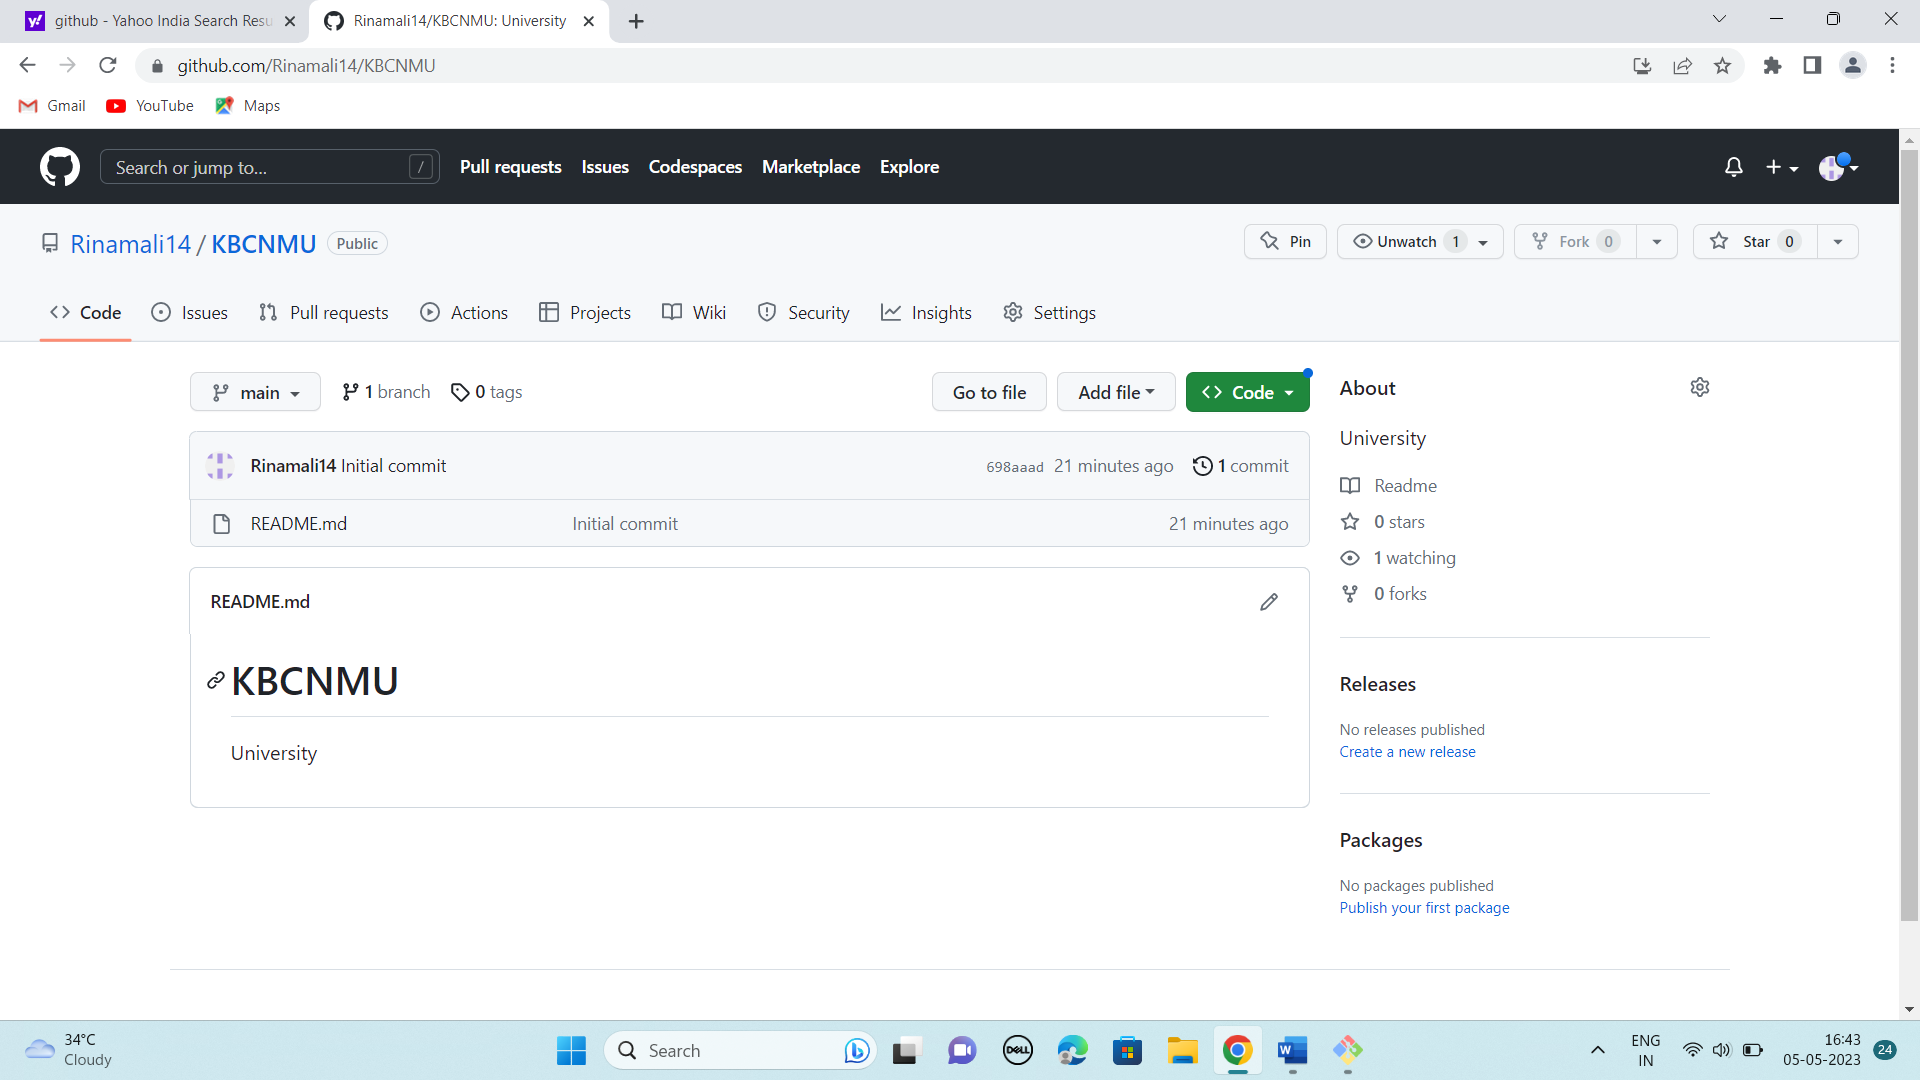 github - Yahoo India Search Resu
Rinamali14/KBCNMU: University
github.com/Rinamali14/KBCNMU
Gmail YouTube Maps
Search or jump to... /
Pull requests Issues Codespaces Marketplace Explore
Rinamali14 / KBCNMU Public
Pin Unwatch 1 Fork 0 Star 0
Code Issues Pull requests Actions Projects Wiki Security Insights Settings
main 1 branch 0 tags Go to file Add file Code
Rinamali14 Initial commit 698aaad 21 minutes ago 1 commit
README.md Initial commit 21 minutes ago
README.md
KBCNMU
University
About
University
Readme
0 stars
1 watching
0 forks
Releases
No releases published
Create a new release
Packages
No packages published
Publish your first package
34°C
Cloudy
Search
DELL
W
ENG
IN
16:43
05-05-2023
24